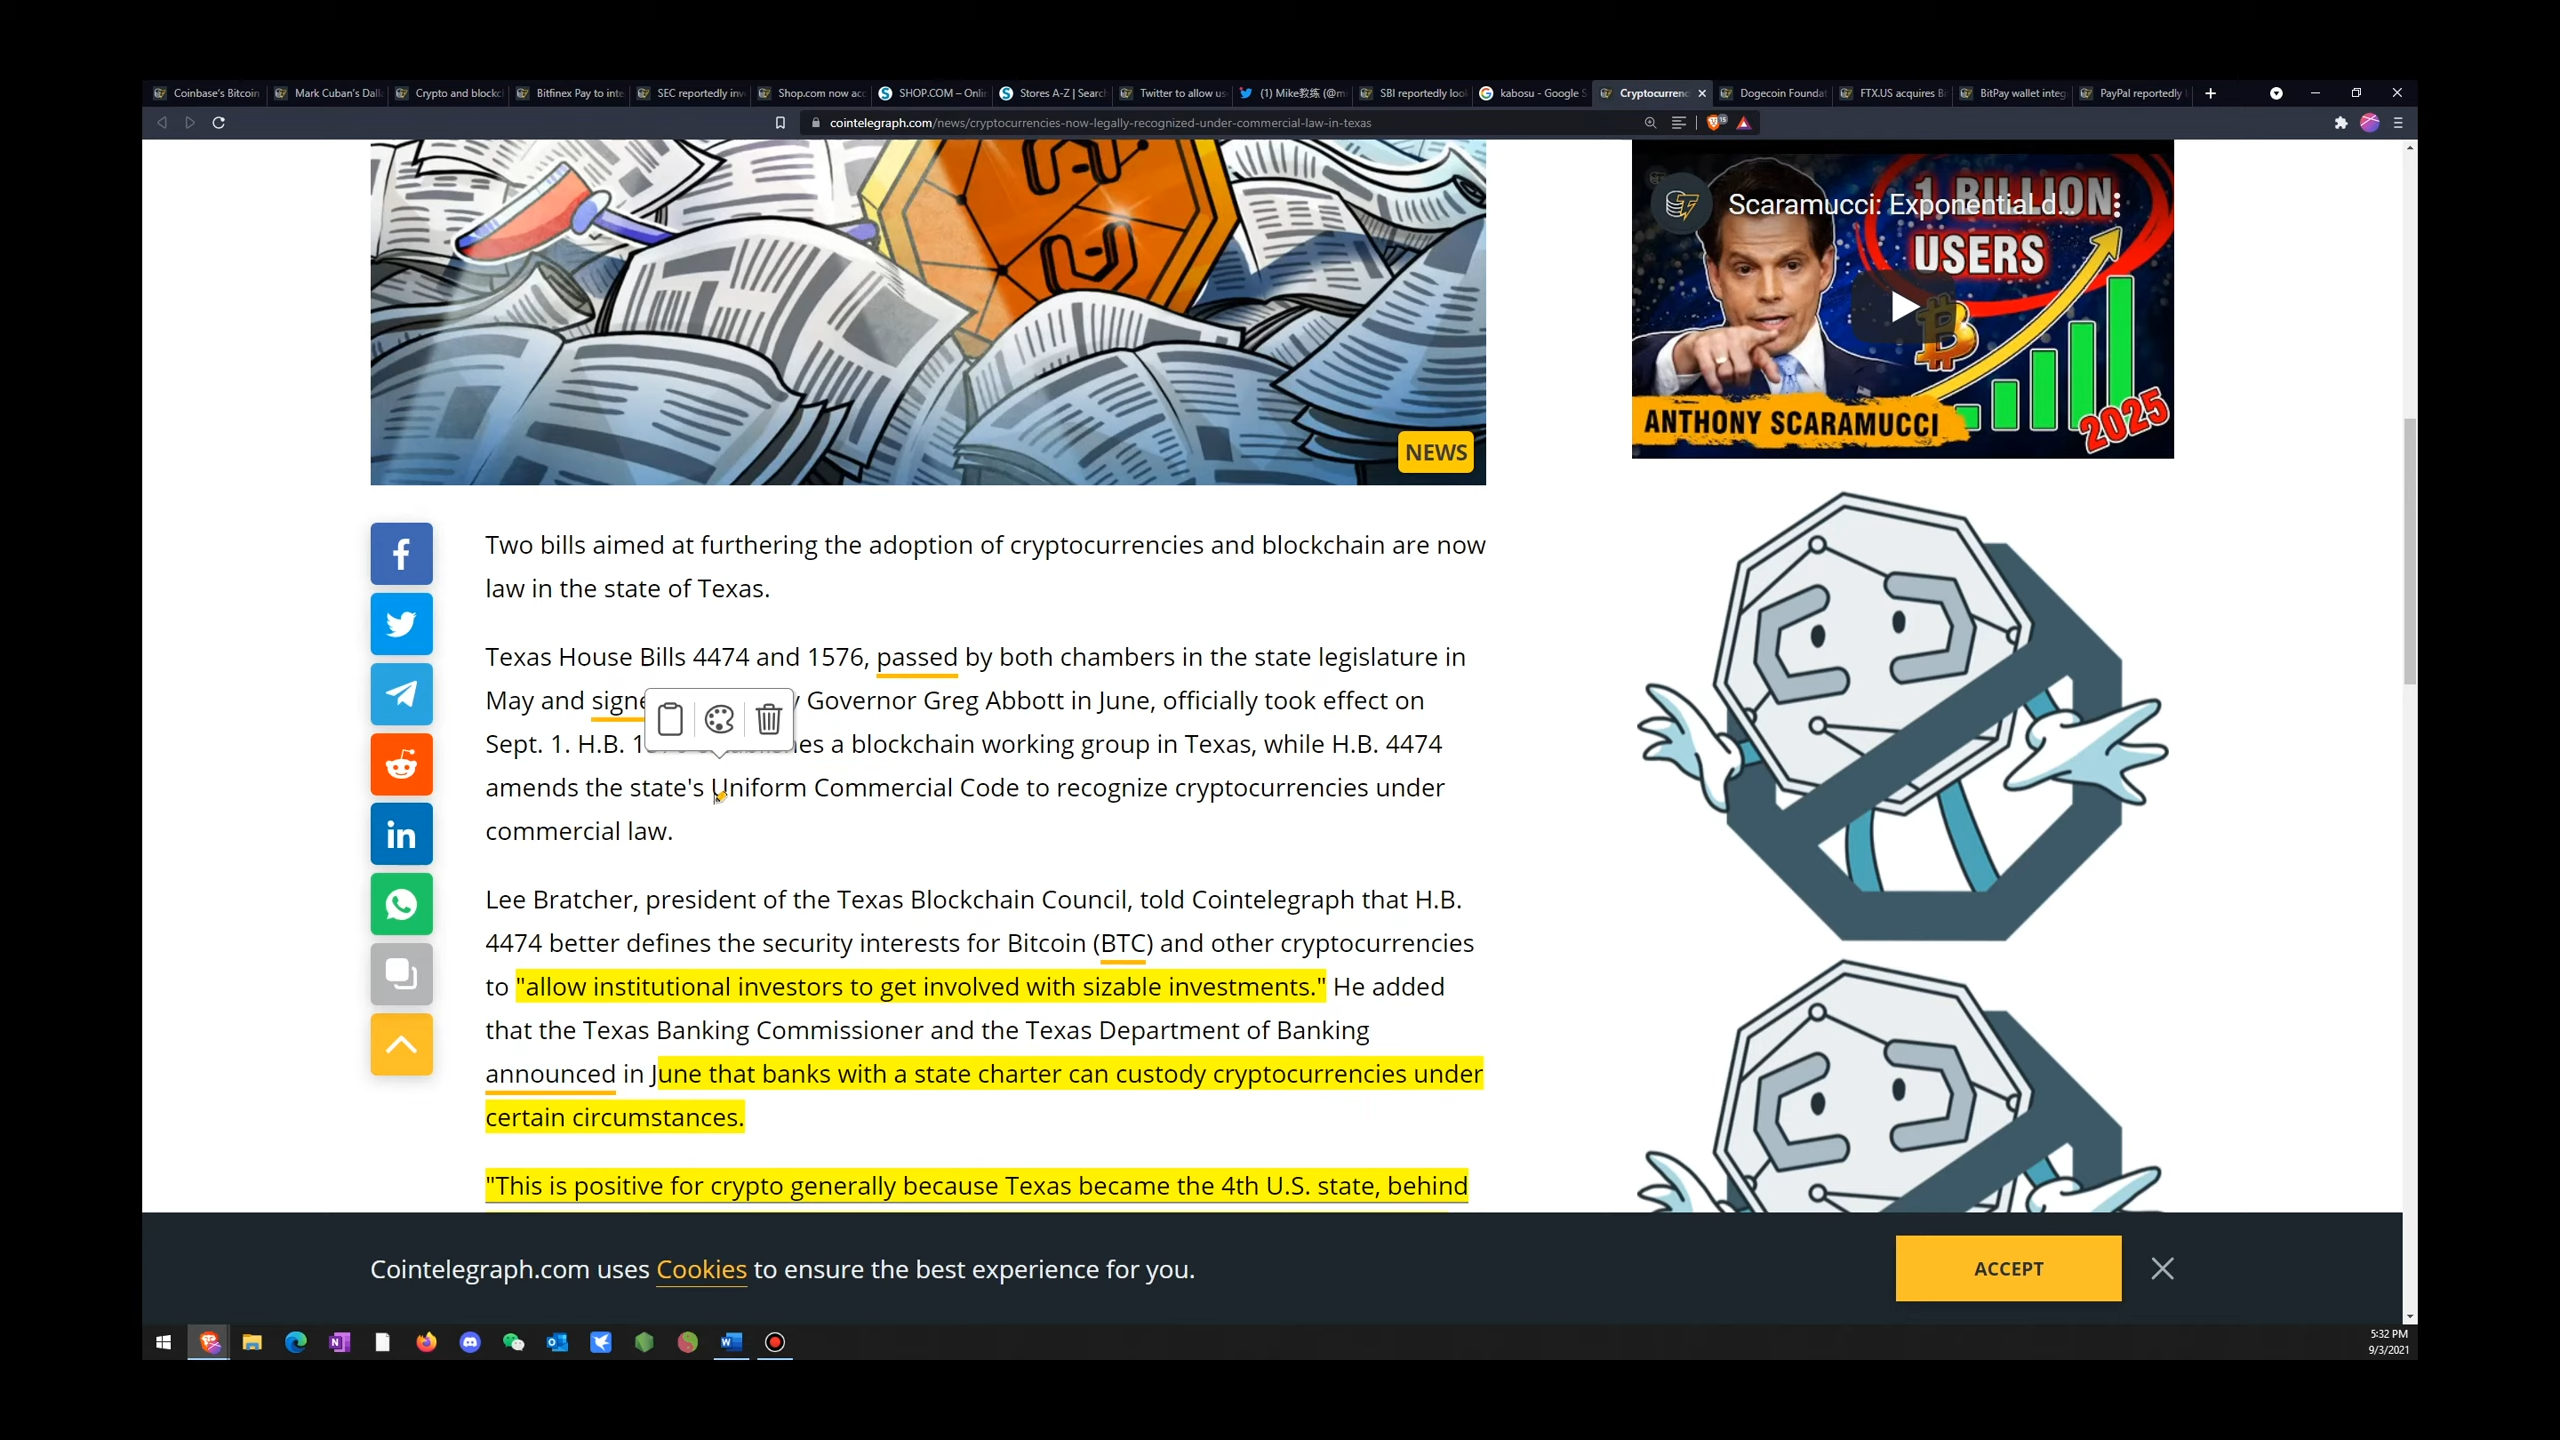 Coinbase's Bitcoin
Mark Cuban's Dall
Crypto and blockc
Bitfinex Pay to inte
SEC reportedly inv
Shop.com now acc
SHOP.COM – Onli
Stores A-Z | Search
Twitter to allow us
(1) Mike教练 (@m
SBI reportedly loo
kabosu - Google S
Cryptocurrenc
Dogecoin Foundat
FTX.US acquires B
BitPay wallet integ
PayPal reportedly l
cointelegraph.com/news/cryptocurrencies-now-legally-recognized-under-commercial-law-in-texas
Scaramucci: Exponential d...
1 BILLION
USERS
ANTHONY SCARAMUCCI
2025
NEWS
Two bills aimed at furthering the adoption of cryptocurrencies and blockchain are now
law in the state of Texas.
Texas House Bills 4474 and 1576, passed by both chambers in the state legislature in
May and signe Governor Greg Abbott in June, officially took effect on
Sept. 1. H.B. 1 es a blockchain working group in Texas, while H.B. 4474
amends the state's Uniform Commercial Code to recognize cryptocurrencies under
commercial law.
Lee Bratcher, president of the Texas Blockchain Council, told Cointelegraph that H.B.
4474 better defines the security interests for Bitcoin (BTC) and other cryptocurrencies
to "allow institutional investors to get involved with sizable investments." He added
that the Texas Banking Commissioner and the Texas Department of Banking
announced in June that banks with a state charter can custody cryptocurrencies under
certain circumstances.
"This is positive for crypto generally because Texas became the 4th U.S. state, behind
Cointelegraph.com uses Cookies to ensure the best experience for you.
ACCEPT
5:32 PM
9/3/2021